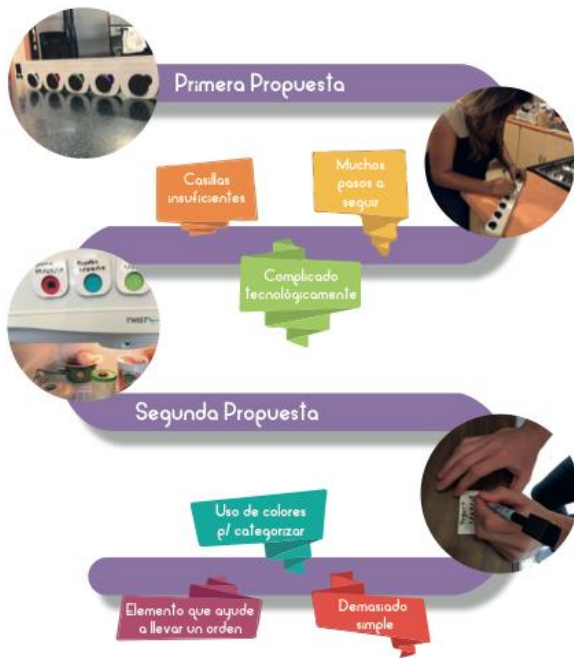 Primera Propuesta
Casillas
insuficientes
Muchos
pasos a
seguir
Complicado
tecnológicamente
TWIST
Segunda Propuesta
Uso de colores
p/ categorizar
Elemento que ayude
a llevar un orden
Demasiado
simple